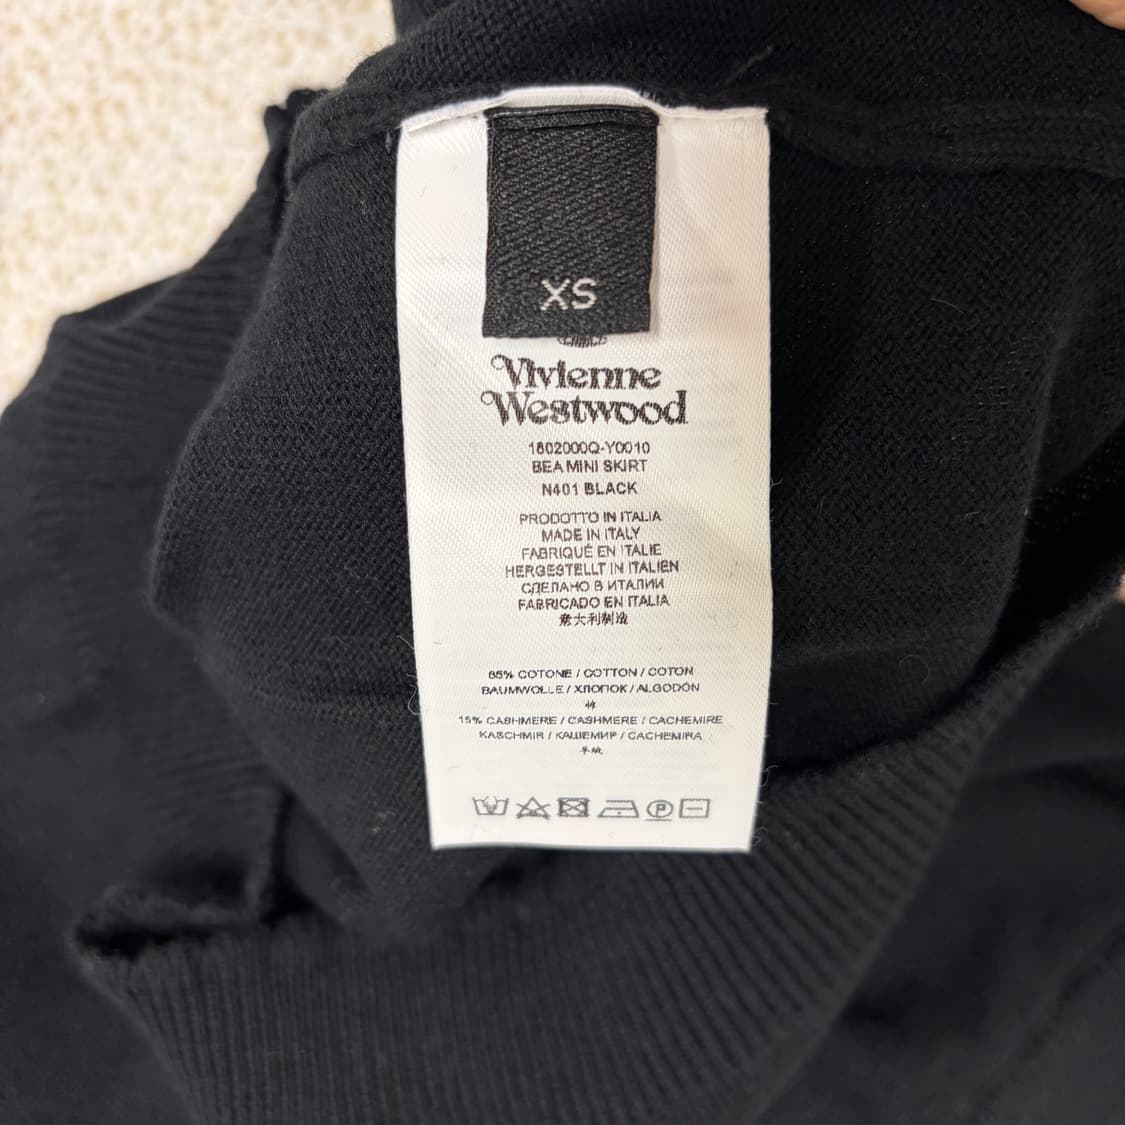 XS
Vivienne
Westwood
1802000Q-Y0010
BEA MINI SKIRT
N401 BLACK
PRODOTTO IN ITALIA
MADE IN ITALY
FABRIQUÉ EN ITALIE
HERGESTELLT IN ITALIEN
СДЕЛАНО В ИТАЛИИ
FABRICADO EN ITALIA
意大利制造
85% COTONE / COTTON / COTON
BAUMWOLLE / ХЛОПОК / ALGODÓN
棉
15% CASHMERE / CASHMERE / CACHEMIRE
KASCHMIR / КАШЕМИР / CACHEMIRA
羊绒
P